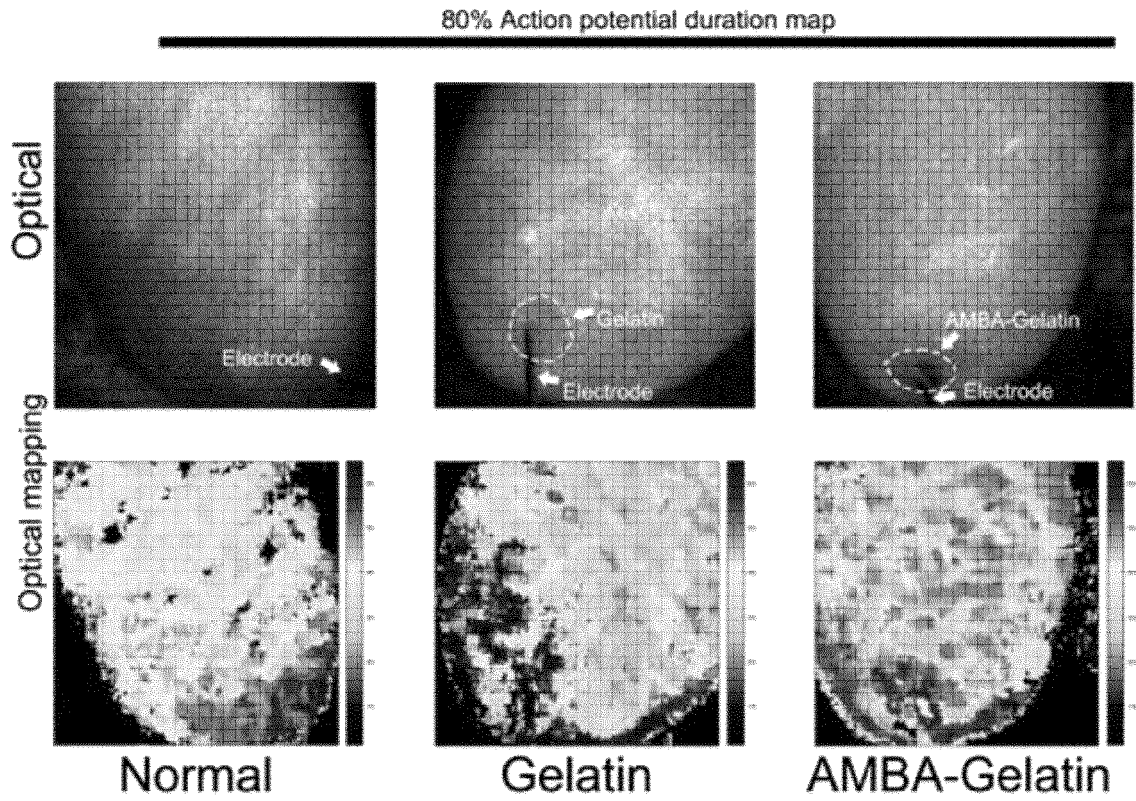 80% Action potential duration map
Optical
Electrode
Gelatin
Electrode
AMBA-Gelatin
Electrode
Optical mapping
Normal
Gelatin
AMBA-Gelatin